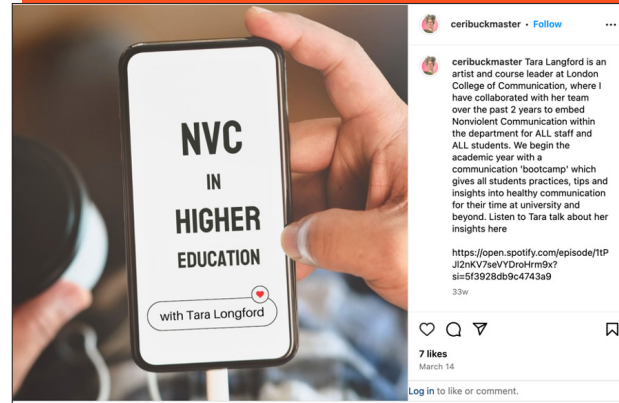 NVC
IN
HIGHER
EDUCATION
with Tara Longford
ceribuckmaster • Follow
ceribuckmaster Tara Langford is an
artist and course leader at London
College of Communication, where I
have collaborated with her team
over the past 2 years to embed
Nonviolent Communication within
the department for ALL staff and
ALL students. We begin the
academic year with a
communication 'bootcamp' which
gives all students practices, tips and
insights into healthy communication
for their time at university and
beyond. Listen to Tara talk about her
insights here
https://open.spotify.com/episode/1tP
Jl2nKV7seVYDroHrm9x?
si=5f3928db9c4743a9
33w
7 likes
March 14
Log in to like or comment.